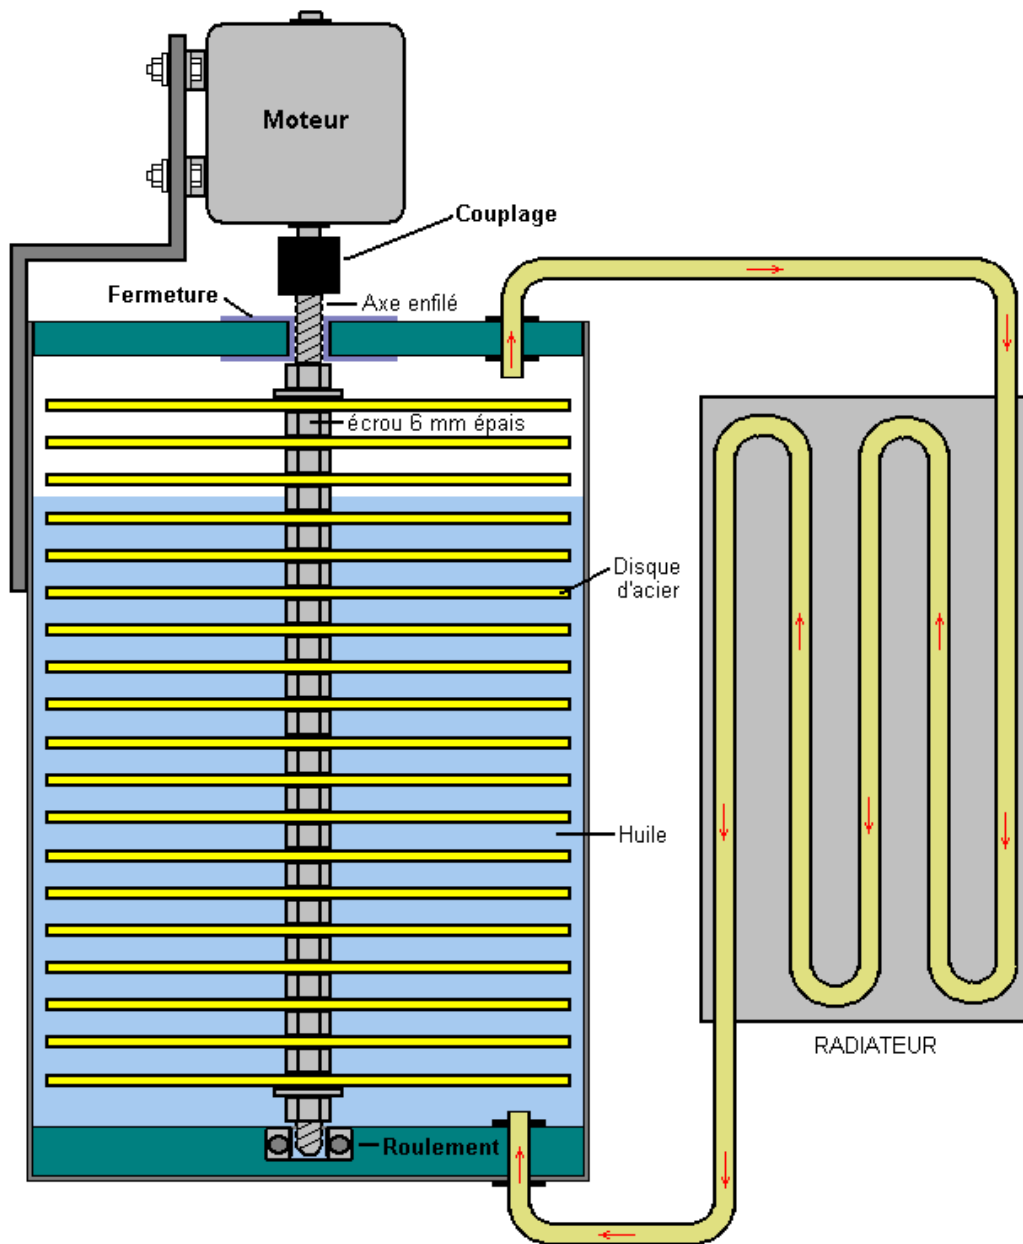 Moteur
Couplage
Fermeture
Axe enfilé
écrou 6 mm épais
Disque
d'acier
Huile
RADIATEUR
Roulement